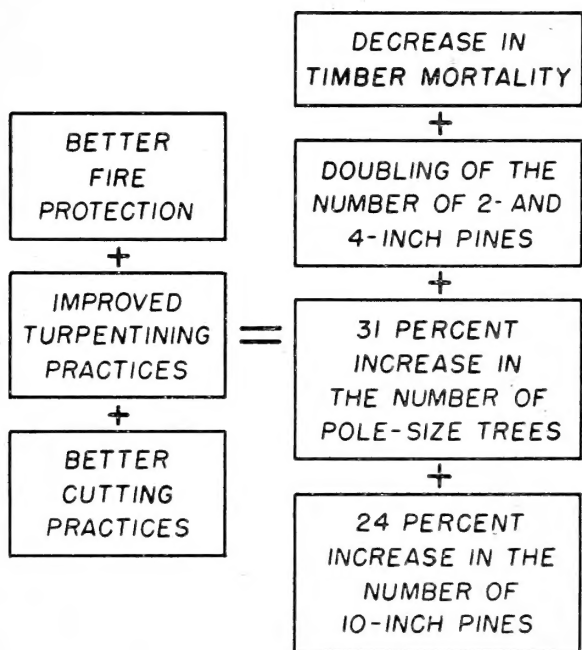 BETTER
FIRE
PROTECTION
+
IMPROVED
TURPENTINING
PRACTICES
+
BETTER
CUTTING
PRACTICES
=
DECREASE IN
TIMBER MORTALITY
+
DOUBLING OF THE
NUMBER OF 2- AND
4-INCH PINES
+
31 PERCENT
INCREASE IN
THE NUMBER OF
POLE-SIZE TREES
+
24 PERCENT
INCREASE IN THE
NUMBER OF
10-INCH PINES